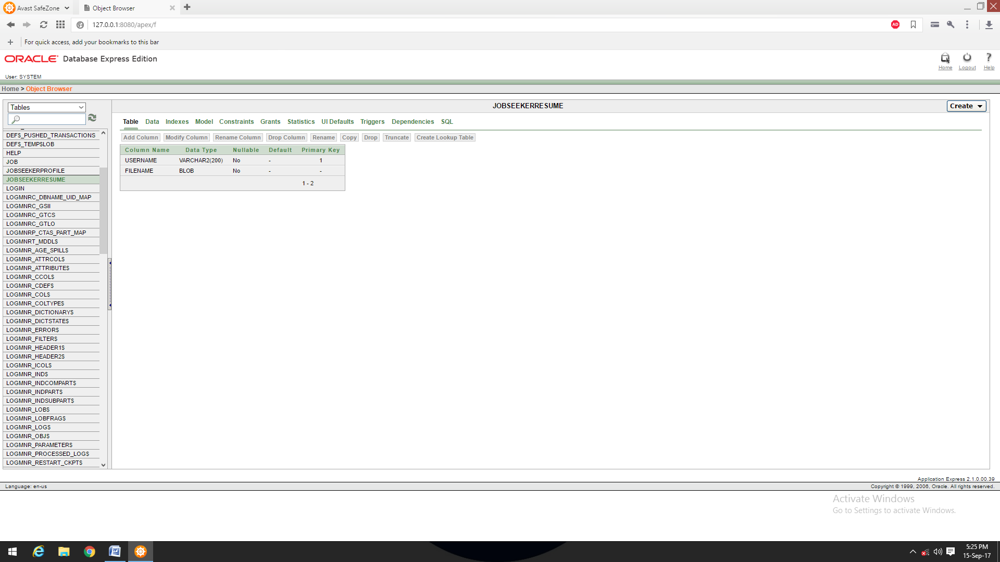 Avast SafeZone
Object Browser
127.0.0.1:8080/apex/f
AD
For quick access, add your bookmarks to this bar
ORACLE Database Express Edition
Home Logout Help
User: SYSTEM
Home > Object Browser
Tables
JOBSEEKERRESUME
Create
Table Data Indexes Model Constraints Grants Statistics UI Defaults Triggers Dependencies SQL
Add Column Modify Column Rename Column Drop Column Rename Copy Drop Truncate Create Lookup Table
Column Name Data Type Nullable Default Primary Key
USERNAME VARCHAR2(200) No - 1
FILENAME BLOB No - -
1 - 2
DEF$_PUSHED_TRANSACTIONS
DEF$_TEMP$LOB
HELP
JOB
JOBSEEKERPROFILE
JOBSEEKERRESUME
LOGIN
LOGMNRC_DBNAME_UID_MAP
LOGMNRC_GSII
LOGMNRC_GTCS
LOGMNRC_GTLO
LOGMNRP_CTAS_PART_MAP
LOGMNRT_MDDL$
LOGMNR_AGE_SPILL$
LOGMNR_ATTRCOL$
LOGMNR_ATTRIBUTE$
LOGMNR_CCOL$
LOGMNR_CDEF$
LOGMNR_COL$
LOGMNR_COLTYPE$
LOGMNR_DICTIONARY$
LOGMNR_DICTSTATE$
LOGMNR_ERROR$
LOGMNR_FILTER$
LOGMNR_HEADER1$
LOGMNR_HEADER2$
LOGMNR_ICOL$
LOGMNR_IND$
LOGMNR_INDCOMPART$
LOGMNR_INDPART$
LOGMNR_INDSUBPART$
LOGMNR_LOB$
LOGMNR_LOBFRAG$
LOGMNR_LOG$
LOGMNR_OBJ$
LOGMNR_PARAMETER$
LOGMNR_PROCESSED_LOG$
LOGMNR_RESTART_CKPT$
Application Express 2.1.0.00.39
Language: en-us
Copyright © 1999, 2006, Oracle. All rights reserved.
Activate Windows
Go to Settings to activate Windows.
5:25 PM
15-Sep-17